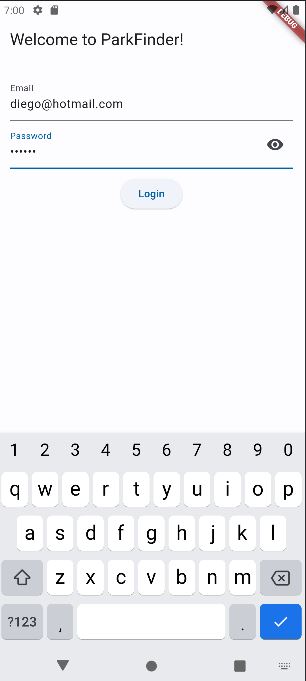 7:00
DEBUG
Welcome to ParkFinder!
Email
diego@hotmail.com
Password
••••••
Login
1 2 3 4 5 6 7 8 9 0
q w e r t y u i o p
a s d f g h j k l
z x c v b n m
?123 , .